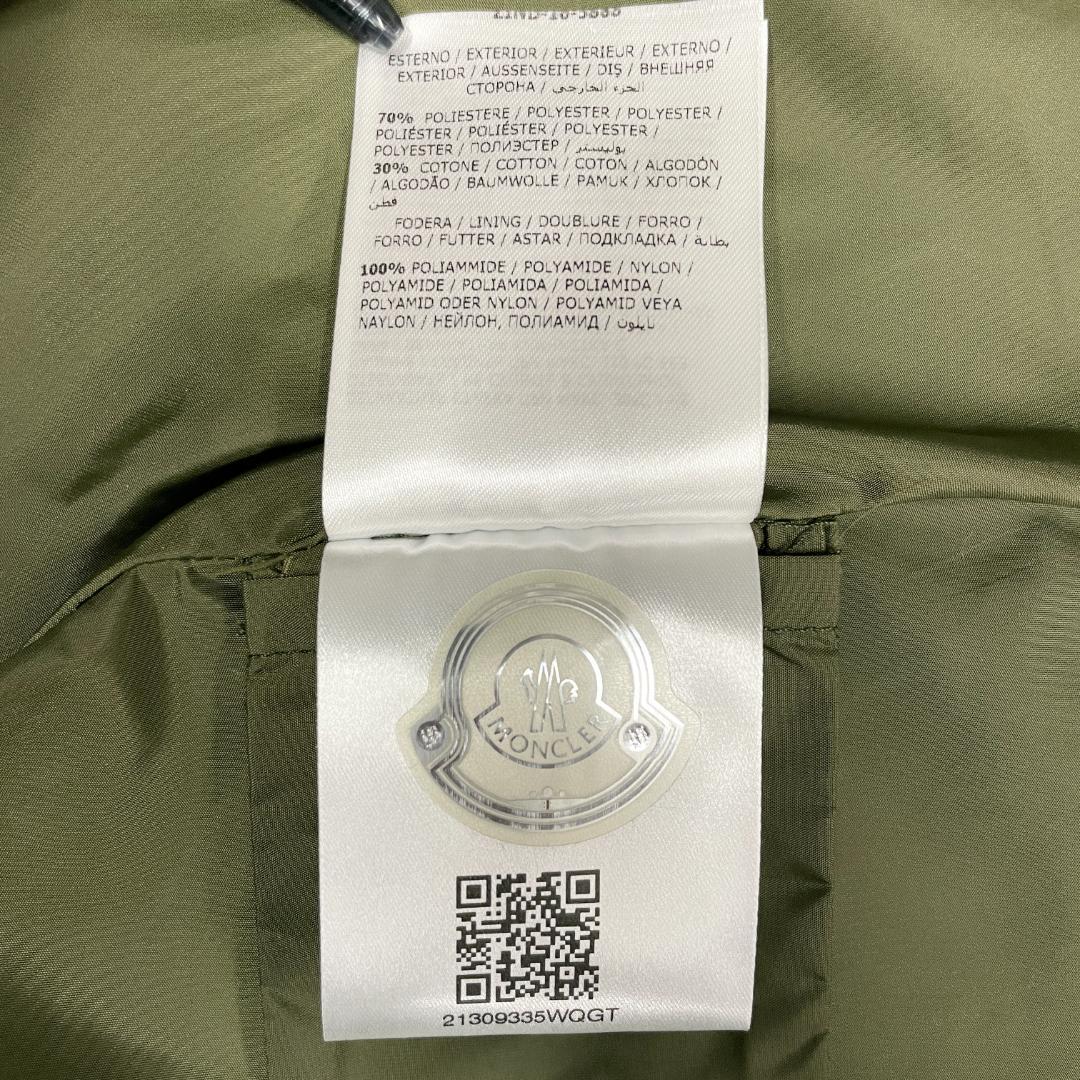 ESTERNO / EXTERIOR / EXTERIEUR / EXTERNO /
EXTERIOR / AUSSENSEITE / DIŞ / ВНЕШНЯЯ
СТОРОНА / الجزء الخارجي
70% POLIESTERE / POLYESTER / POLYESTER /
POLIÉSTER / POLIÉSTER / POLYESTER /
POLYESTER / ПОЛИЭСТЕР / بوليستر
30% COTONE / COTTON / COTON / ALGODÓN
/ ALGODÃO / BAUMWOLLE / PAMUK / ХЛОПОК /
قطن
FODERA / LINING / DOUBLURE / FORRO /
FORRO / FUTTER / ASTAR / ПОДКЛАДКА / بطانة
100% POLIAMMIDE / POLYAMIDE / NYLON /
POLYAMIDE / POLIAMIDA / POLIAMIDA /
POLYAMID ODER NYLON / POLYAMID VEYA
NAYLON / НЕЙЛОН, ПОЛИАМИД / نايلون
MONCLER
21309335WQGT